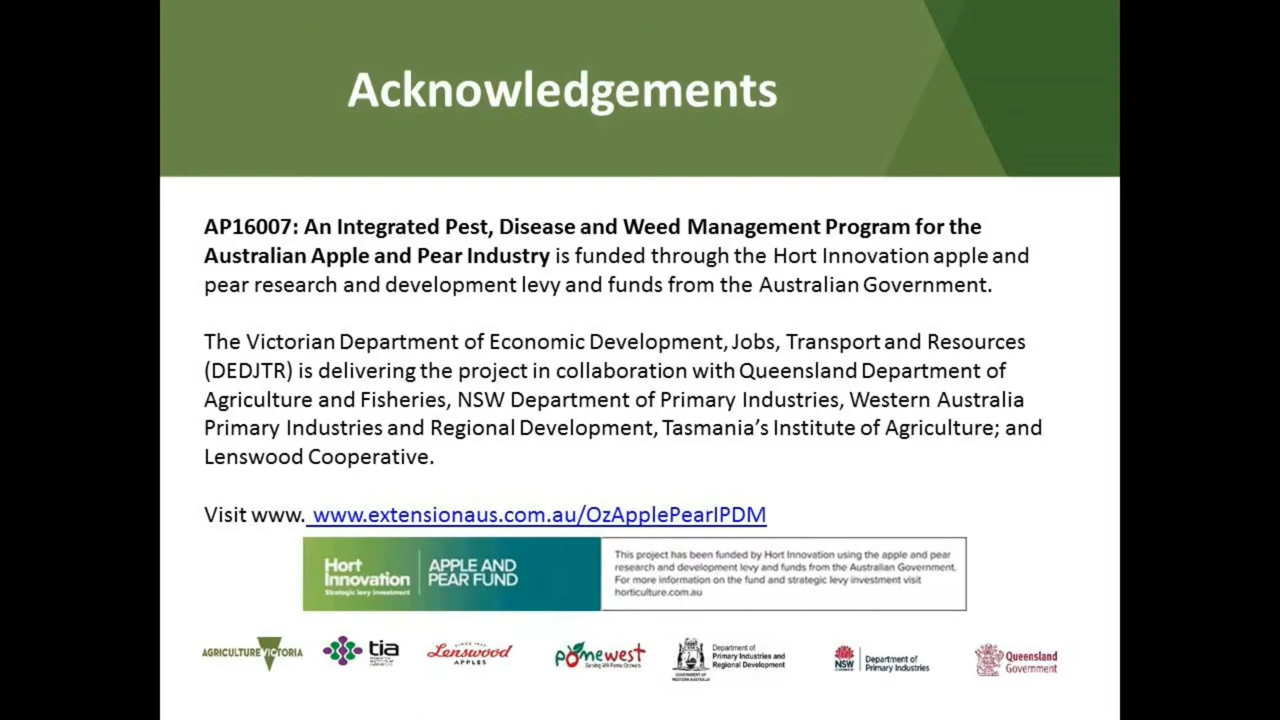 Acknowledgements
AP16007: An Integrated Pest, Disease and Weed Management Program for the
Australian Apple and Pear Industry is funded through the Hort Innovation apple and
pear research and development levy and funds from the Australian Government.
The Victorian Department of Economic Development, Jobs, Transport and Resources
(DEDJTR) is delivering the project in collaboration with Queensland Department of
Agriculture and Fisheries, NSW Department of Primary Industries, Western Australia
Primary Industries and Regional Development, Tasmania's Institute of Agriculture; and
Lenswood Cooperative.
Visit www. www.extensionaus.com.au/OzApplePearIPDM
Hort
Innovation
Strategic levy investment
APPLE AND
PEAR FUND
This project has been funded by Hort Innovation using the apple and pear
research and development levy and funds from the Australian Government.
For more information on the fund and strategic levy investment visit
horticulture.com.au
AGRICULTURE VICTORIA
tia
Lenswood
APPLES
pomewest
Serving WA Pome Growers
GOVERNMENT OF
WESTERN AUSTRALIA
Department of
Primary Industries and
Regional Development
NSW
Department of
Primary Industries
Queensland
Government